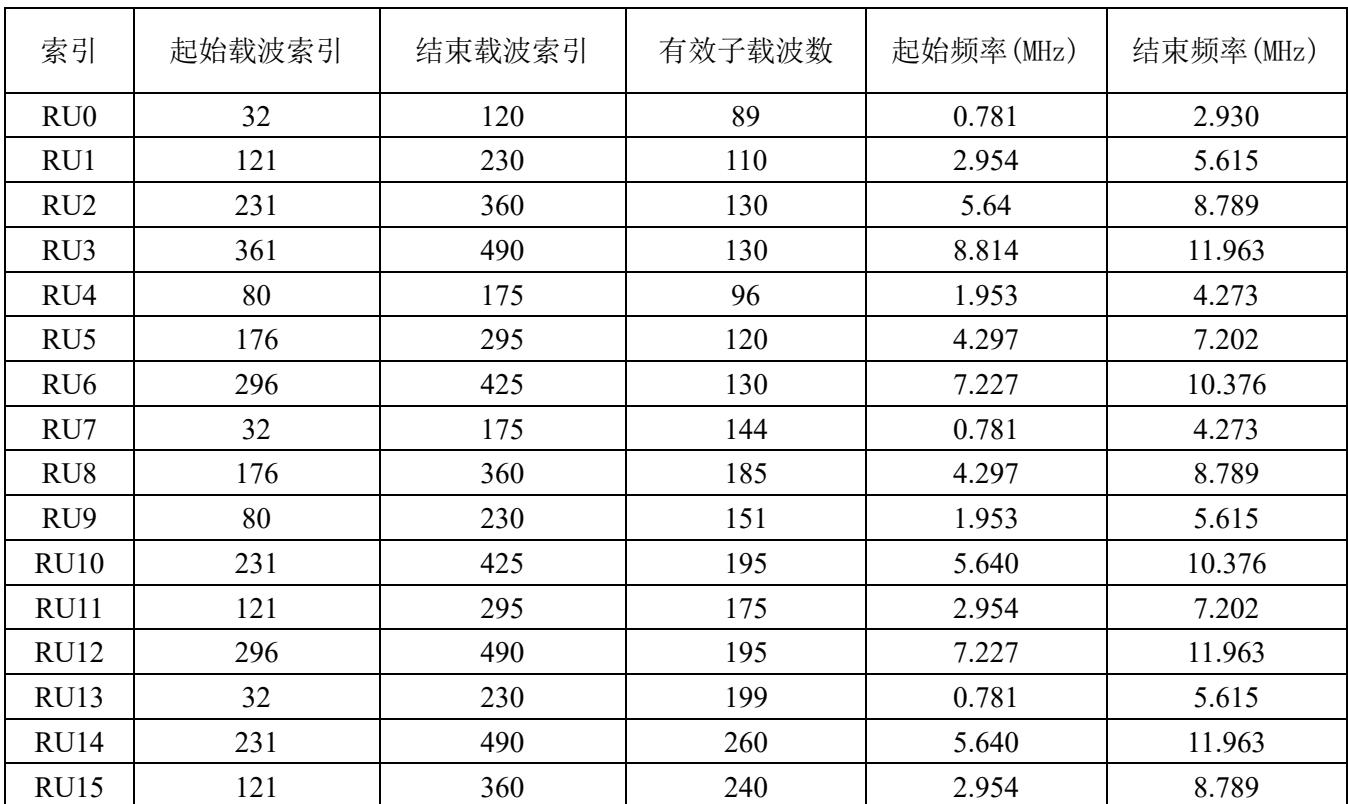 索引 起始载波索引 结束载波索引 有效子载波数 起始频率(MHz) 结束频率(MHz)
RU0 32 120 89 0.781 2.930
RU1 121 230 110 2.954 5.615
RU2 231 360 130 5.64 8.789
RU3 361 490 130 8.814 11.963
RU4 80 175 96 1.953 4.273
RU5 176 295 120 4.297 7.202
RU6 296 425 130 7.227 10.376
RU7 32 175 144 0.781 4.273
RU8 176 360 185 4.297 8.789
RU9 80 230 151 1.953 5.615
RU10 231 425 195 5.640 10.376
RU11 121 295 175 2.954 7.202
RU12 296 490 195 7.227 11.963
RU13 32 230 199 0.781 5.615
RU14 231 490 260 5.640 11.963
RU15 121 360 240 2.954 8.789